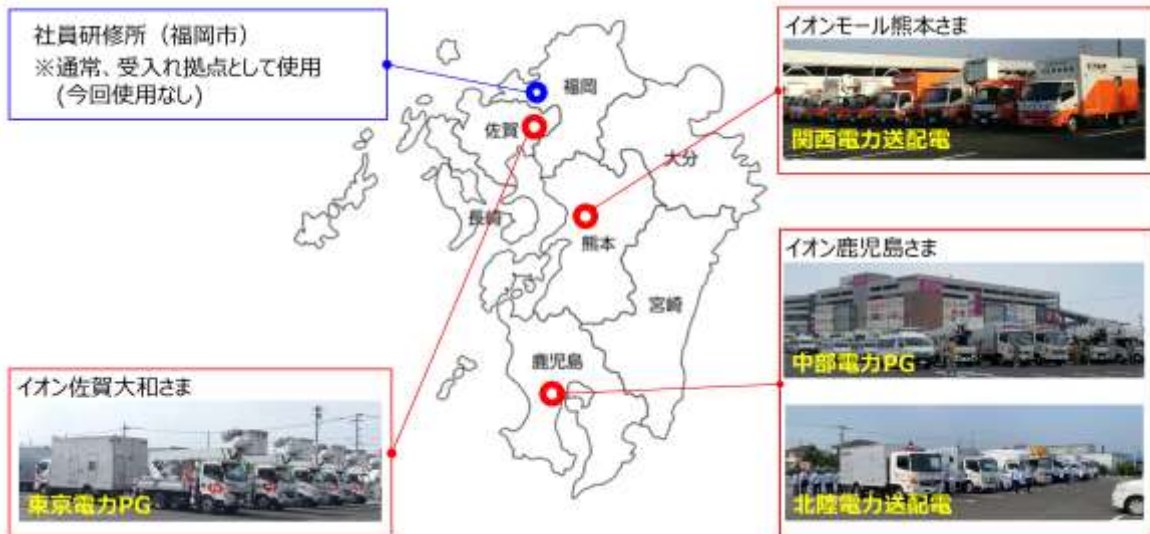 社員研修所（福岡市）
※通常、受入れ拠点として使用
(今回使用なし)
イオンモール熊本さま
関西電力送配電
福岡
佐賀
大分
長崎
熊本
宮崎
鹿児島
イオン鹿児島さま
中部電力PG
北陸電力送配電
イオン佐賀大和さま
東京電力PG